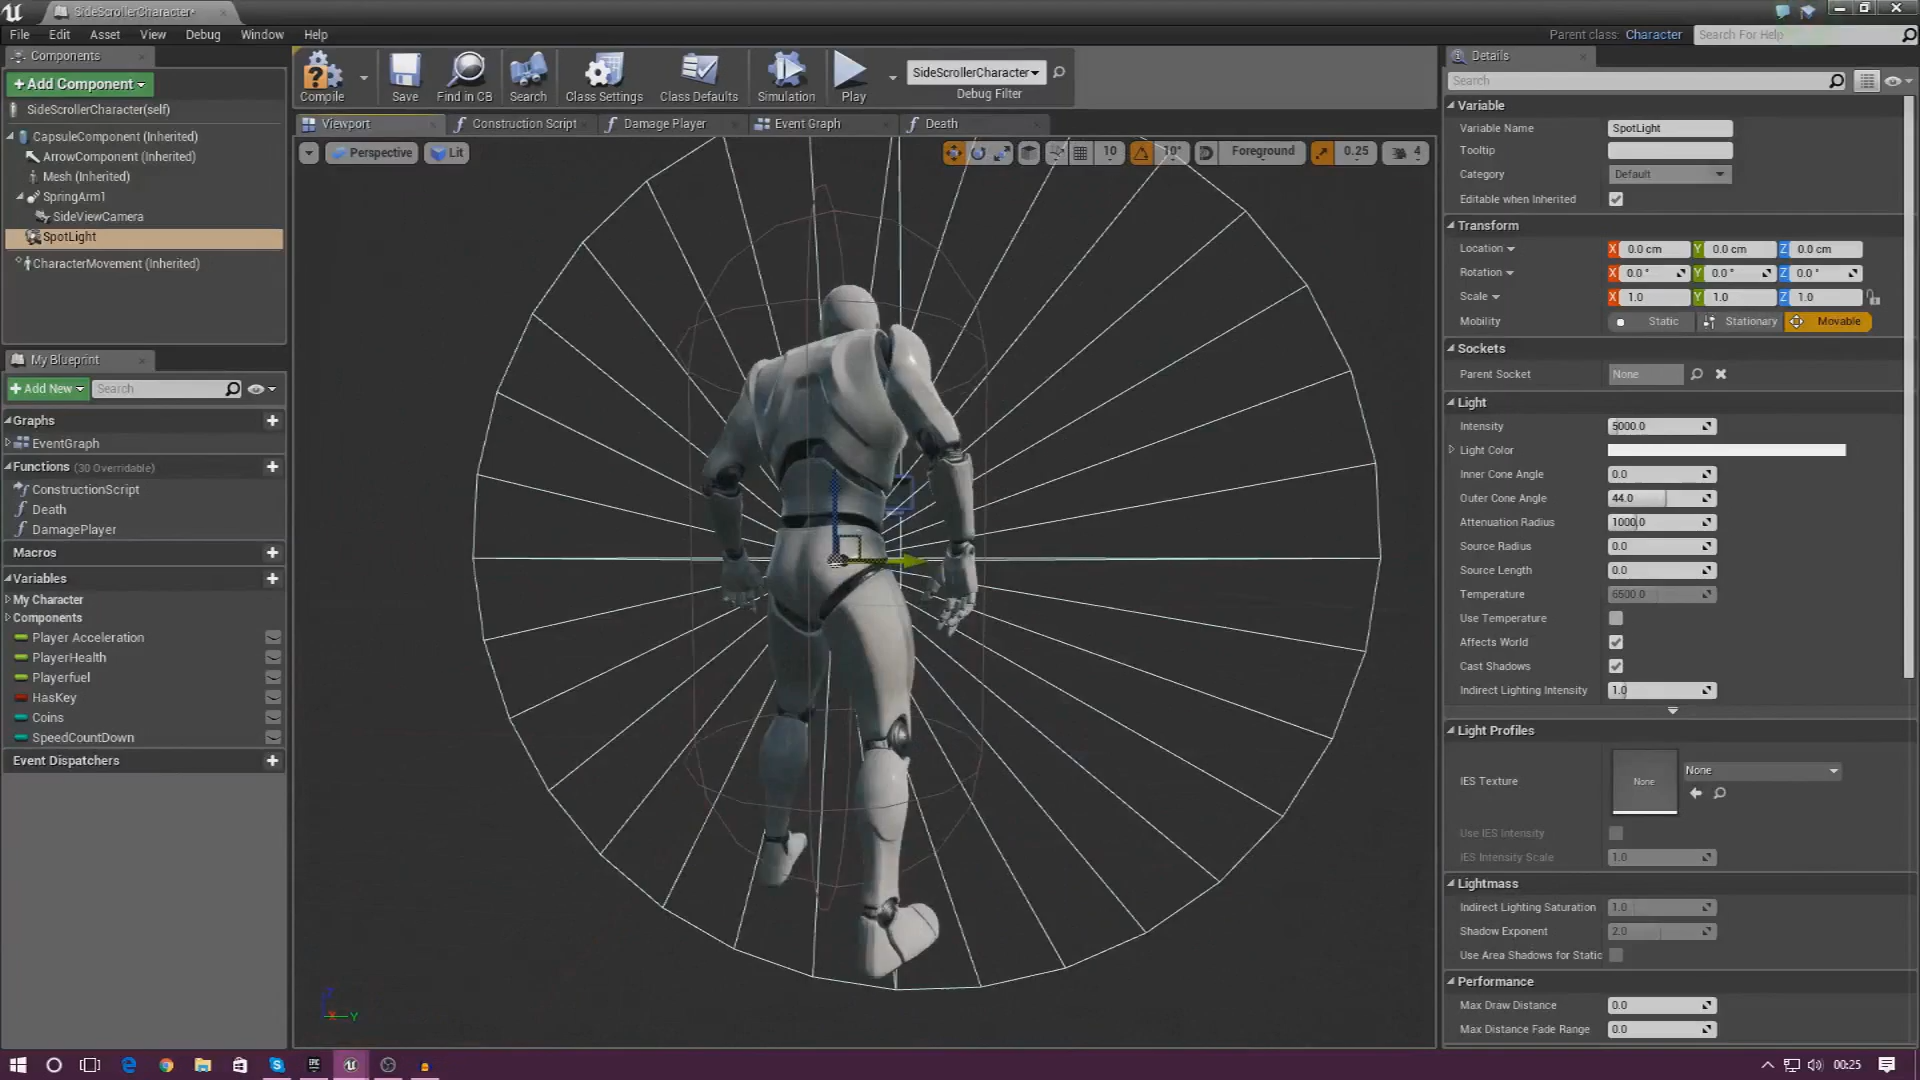 SideScrollerCharacter*
File Edit Asset View Debug Window Help
Parent class: Character
Search For Help
Components
+Add Component
SideScrollerCharacter(self)
CapsuleComponent (Inherited)
ArrowComponent (Inherited)
Mesh (Inherited)
SpringArm1
SideViewCamera
SpotLight
CharacterMovement (Inherited)
My Blueprint
+Add New
Search
Graphs
EventGraph
Functions (30 Overridable)
ConstructionScript
Death
DamagePlayer
Macros
Variables
My Character
Components
Player Acceleration
PlayerHealth
Playerfuel
HasKey
Coins
SpeedCountDown
Event Dispatchers
Compile Save Find in CB Search Class Settings Class Defaults Simulation Play
SideScrollerCharacter
Debug Filter
Viewport Construction Script Damage Player Event Graph Death
Perspective Lit
10 10° Foreground 0.25 4
Z
X Y
Details
Search
Variable
Variable Name SpotLight
Tooltip
Category Default
Editable when Inherited
Transform
Location X 0.0 cm Y 0.0 cm Z 0.0 cm
Rotation X 0.0 ° Y 0.0 ° Z 0.0 °
Scale X 1.0 Y 1.0 Z 1.0
Mobility Static Stationary Movable
Sockets
Parent Socket None
Light
Intensity 5000.0
Light Color
Inner Cone Angle 0.0
Outer Cone Angle 44.0
Attenuation Radius 1000.0
Source Radius 0.0
Source Length 0.0
Temperature 6500.0
Use Temperature
Affects World
Cast Shadows
Indirect Lighting Intensity 1.0
Light Profiles
IES Texture None None
Use IES Intensity
IES Intensity Scale 1.0
Lightmass
Indirect Lighting Saturation 1.0
Shadow Exponent 2.0
Use Area Shadows for Static
Performance
Max Draw Distance 0.0
Max Distance Fade Range 0.0
00:25